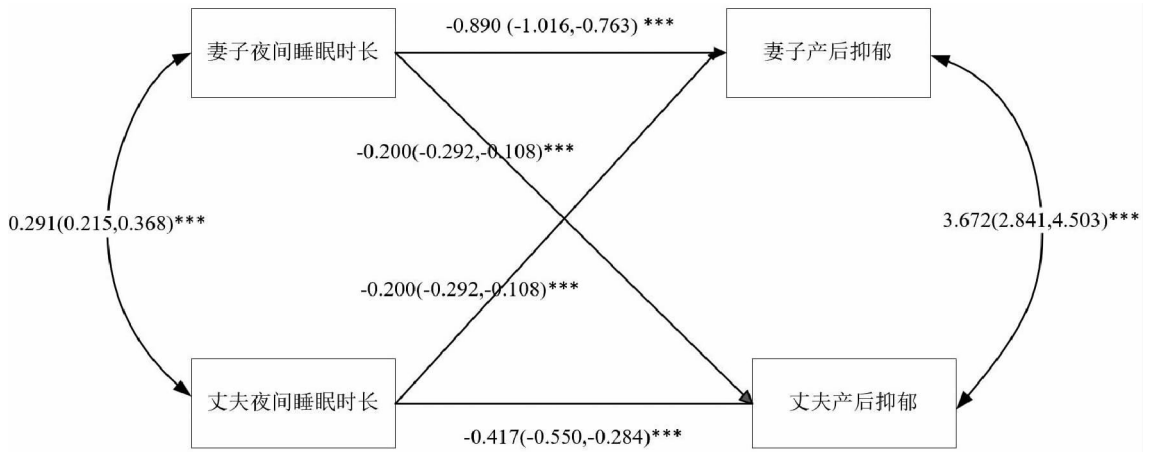 -0.890 (-1.016,-0.763) ***
妻子夜间睡眠时长
妻子产后抑郁
-0.200(-0.292,-0.108)***
0.291(0.215,0.368)***
3.672(2.841,4.503)***
-0.200(-0.292,-0.108)***
丈夫夜间睡眠时长
丈夫产后抑郁
-0.417(-0.550,-0.284)***